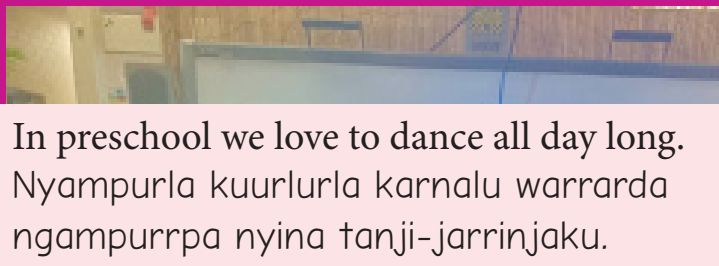 In preschool we love to dance all day long.
Nyampurla kuurlurla karnalu warrarda
ngampurrpa nyina tanji-jarrinjaku.